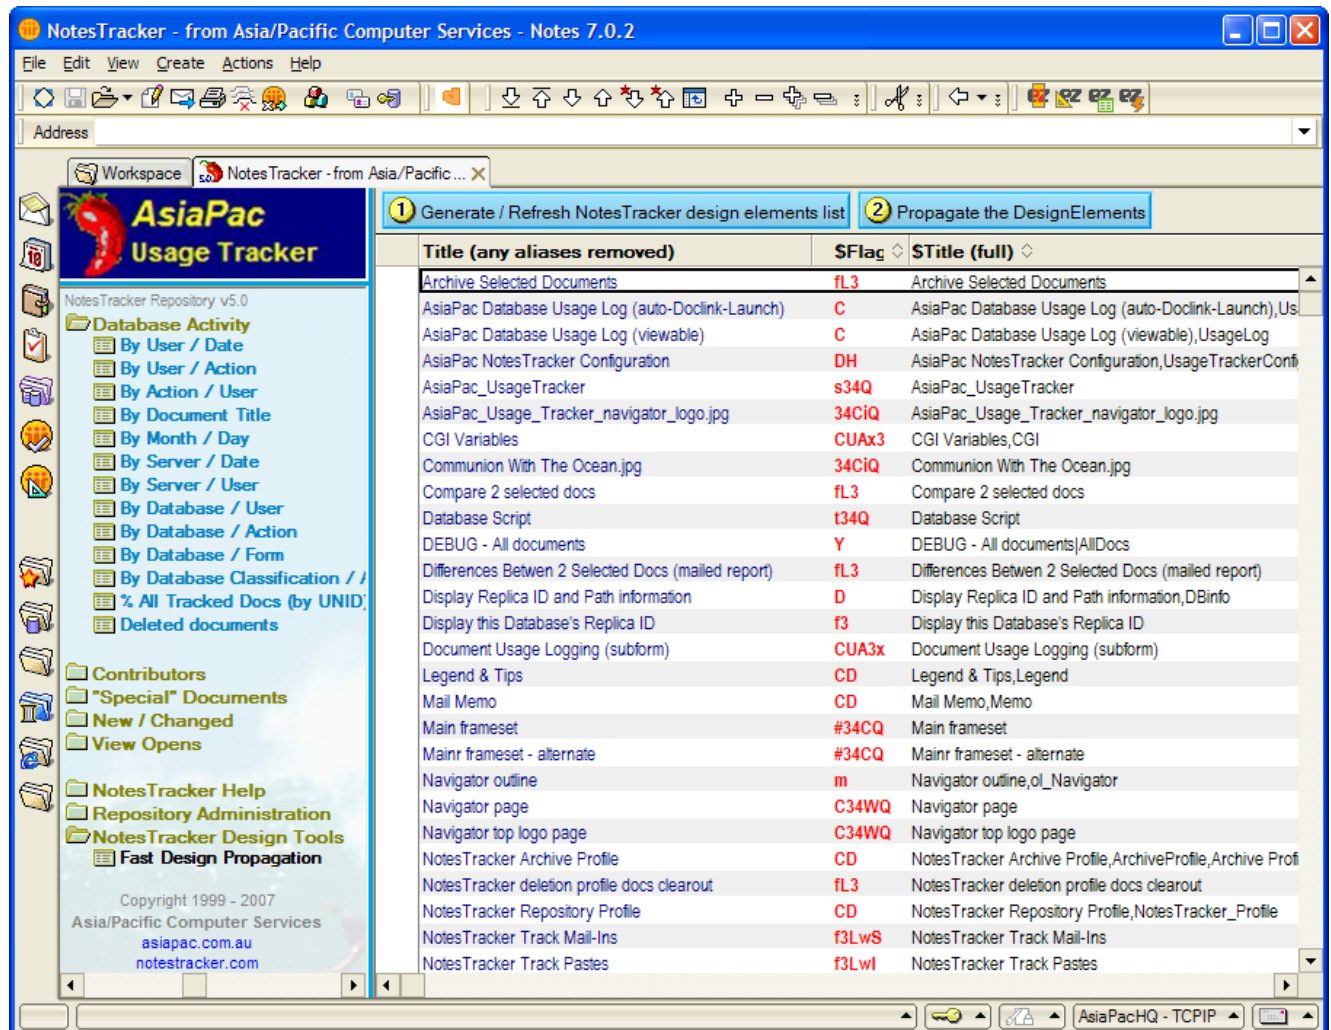 NotesTracker - from Asia/Pacific Computer Services - Notes 7.0.2
File Edit View Create Actions Help
Address
Workspace NotesTracker - from Asia/Pacific ...
AsiaPac
Usage Tracker
NotesTracker Repository v5.0
Database Activity
By User / Date
By User / Action
By Action / User
By Document Title
By Month / Day
By Server / Date
By Server / User
By Database / User
By Database / Action
By Database / Form
By Database Classification / A
% All Tracked Docs (by UNID)
Deleted documents
Contributors
"Special" Documents
New / Changed
View Opens
NotesTracker Help
Repository Administration
NotesTracker Design Tools
Fast Design Propagation
Copyright 1999 - 2007
Asia/Pacific Computer Services
asiapac.com.au
notestracker.com
1 Generate / Refresh NotesTracker design elements list 2 Propagate the DesignElements
Title (any aliases removed) $Flag $Title (full)
Archive Selected Documents fL3 Archive Selected Documents
AsiaPac Database Usage Log (auto-Doclink-Launch) C AsiaPac Database Usage Log (auto-Doclink-Launch),Us
AsiaPac Database Usage Log (viewable) C AsiaPac Database Usage Log (viewable),UsageLog
AsiaPac NotesTracker Configuration DH AsiaPac NotesTracker Configuration,UsageTrackerConfi
AsiaPac_UsageTracker s34Q AsiaPac_UsageTracker
AsiaPac_Usage_Tracker_navigator_logo.jpg 34CiQ AsiaPac_Usage_Tracker_navigator_logo.jpg
CGI Variables CUAx3 CGI Variables,CGI
Communion With The Ocean.jpg 34CiQ Communion With The Ocean.jpg
Compare 2 selected docs fL3 Compare 2 selected docs
Database Script t34Q Database Script
DEBUG - All documents Y DEBUG - All documents|AllDocs
Differences Betwen 2 Selected Docs (mailed report) fL3 Differences Betwen 2 Selected Docs (mailed report)
Display Replica ID and Path information D Display Replica ID and Path information,DBinfo
Display this Database's Replica ID f3 Display this Database's Replica ID
Document Usage Logging (subform) CUA3x Document Usage Logging (subform)
Legend & Tips CD Legend & Tips,Legend
Mail Memo CD Mail Memo,Memo
Main frameset #34CQ Main frameset
Mainr frameset - alternate #34CQ Mainr frameset - alternate
Navigator outline m Navigator outline,ol_Navigator
Navigator page C34WQ Navigator page
Navigator top logo page C34WQ Navigator top logo page
NotesTracker Archive Profile CD NotesTracker Archive Profile,ArchiveProfile,Archive Profi
NotesTracker deletion profile docs clearout fL3 NotesTracker deletion profile docs clearout
NotesTracker Repository Profile CD NotesTracker Repository Profile,NotesTracker_Profile
NotesTracker Track Mail-Ins f3LwS NotesTracker Track Mail-Ins
NotesTracker Track Pastes f3LwI NotesTracker Track Pastes
AsiaPacHQ - TCPIP